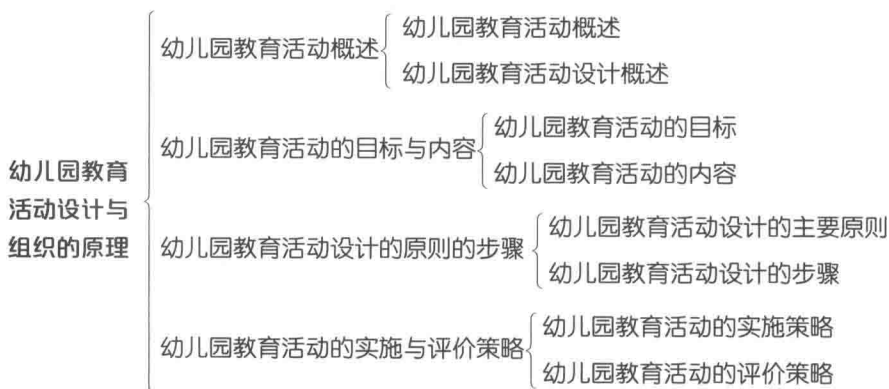 幼儿园教育
活动设计与
组织的原理
幼儿园教育活动概述
幼儿园教育活动概述
幼儿园教育活动设计概述
幼儿园教育活动的目标与内容
幼儿园教育活动的目标
幼儿园教育活动的内容
幼儿园教育活动设计的原则的步骤
幼儿园教育活动设计的主要原则
幼儿园教育活动设计的步骤
幼儿园教育活动的实施与评价策略
幼儿园教育活动的实施策略
幼儿园教育活动的评价策略